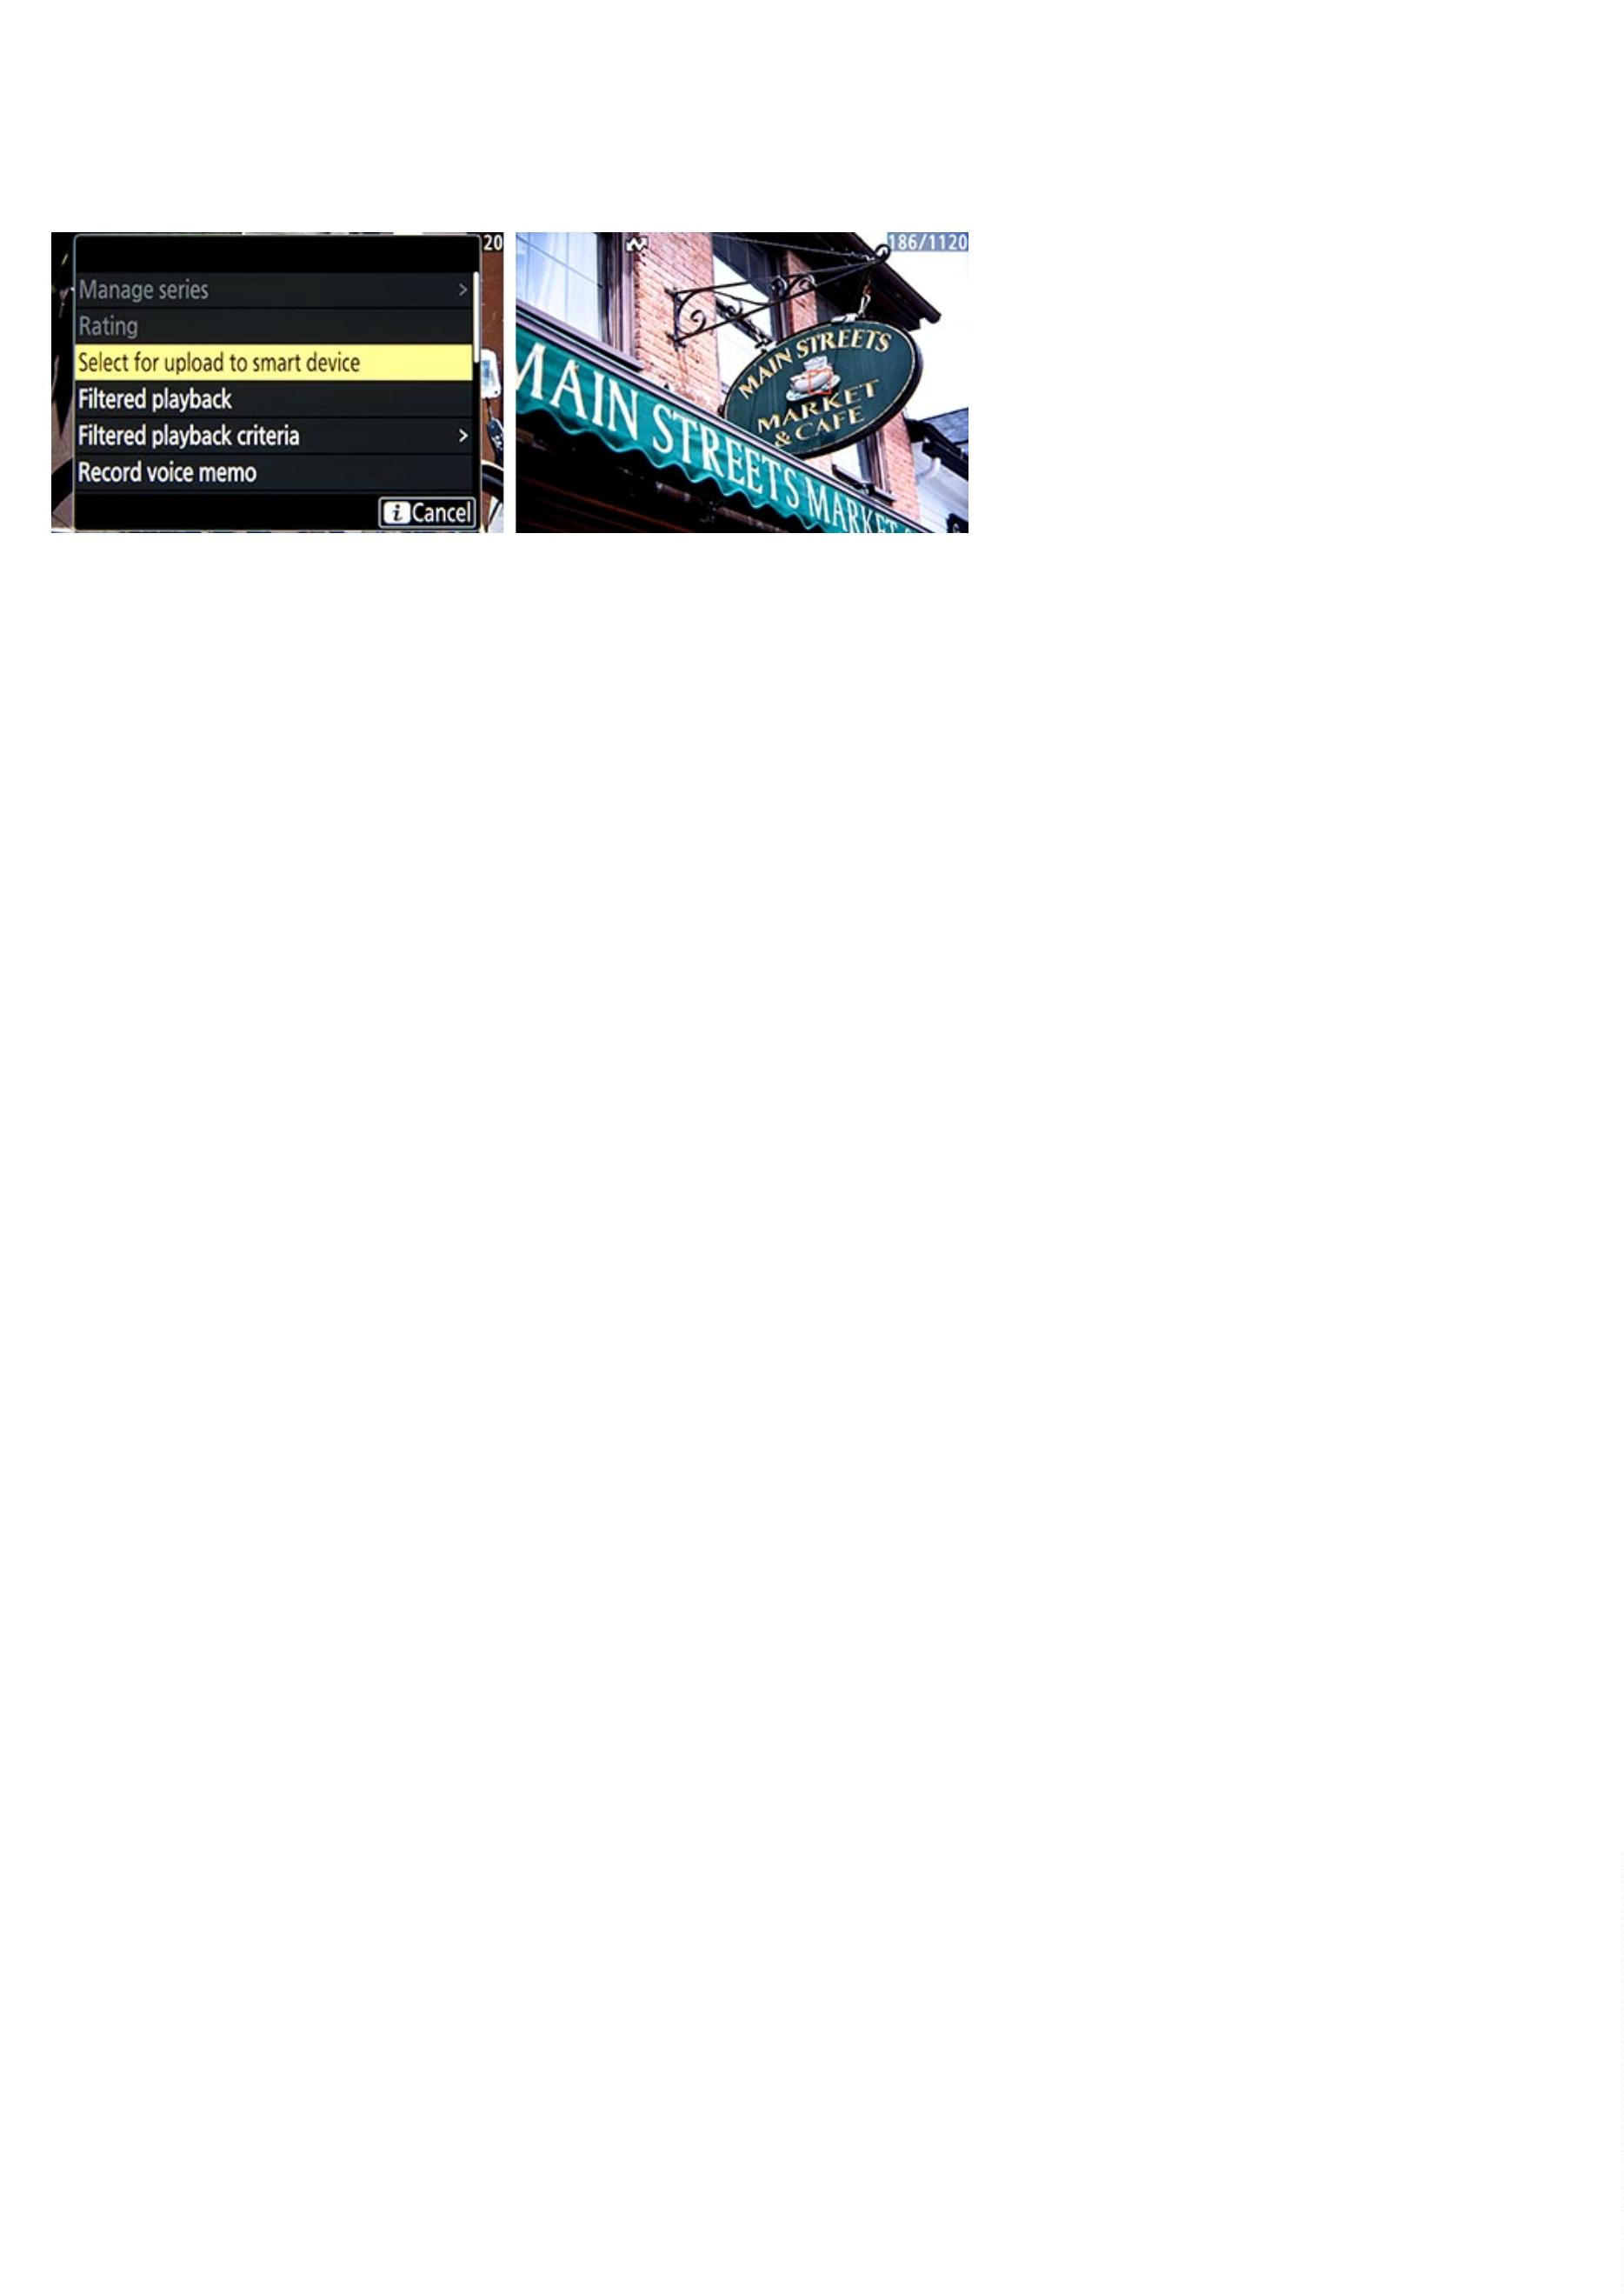 20
Manage series >
Rating
Select for upload to smart device
Filtered playback
Filtered playback criteria >
Record voice memo
i Cancel
186/1120
MAIN STREETS
MARKET
& CAFE
MAIN STREETS MARKET